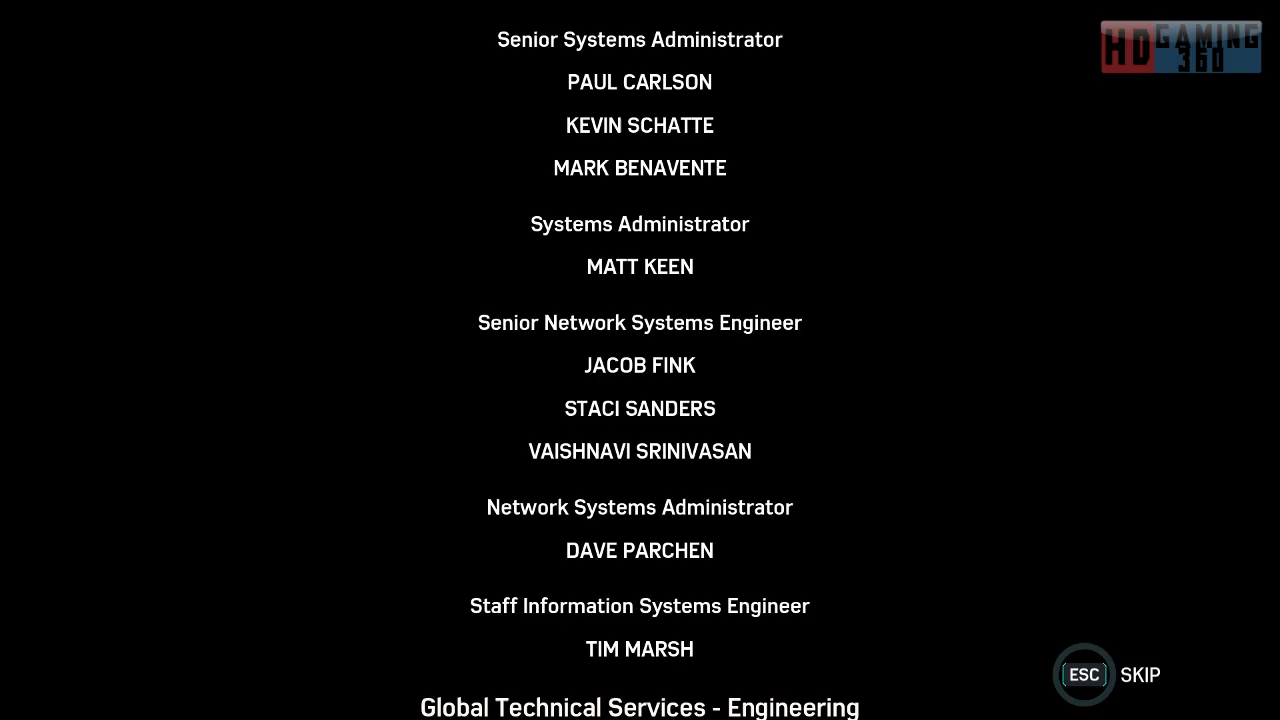 Senior Systems Administrator
PAUL CARLSON
KEVIN SCHATTE
MARK BENAVENTE
Systems Administrator
MATT KEEN
Senior Network Systems Engineer
JACOB FINK
STACI SANDERS
VAISHNAVI SRINIVASAN
Network Systems Administrator
DAVE PARCHEN
Staff Information Systems Engineer
TIM MARSH
Global Technical Services - Engineering
HD GAMING
360
ESC SKIP